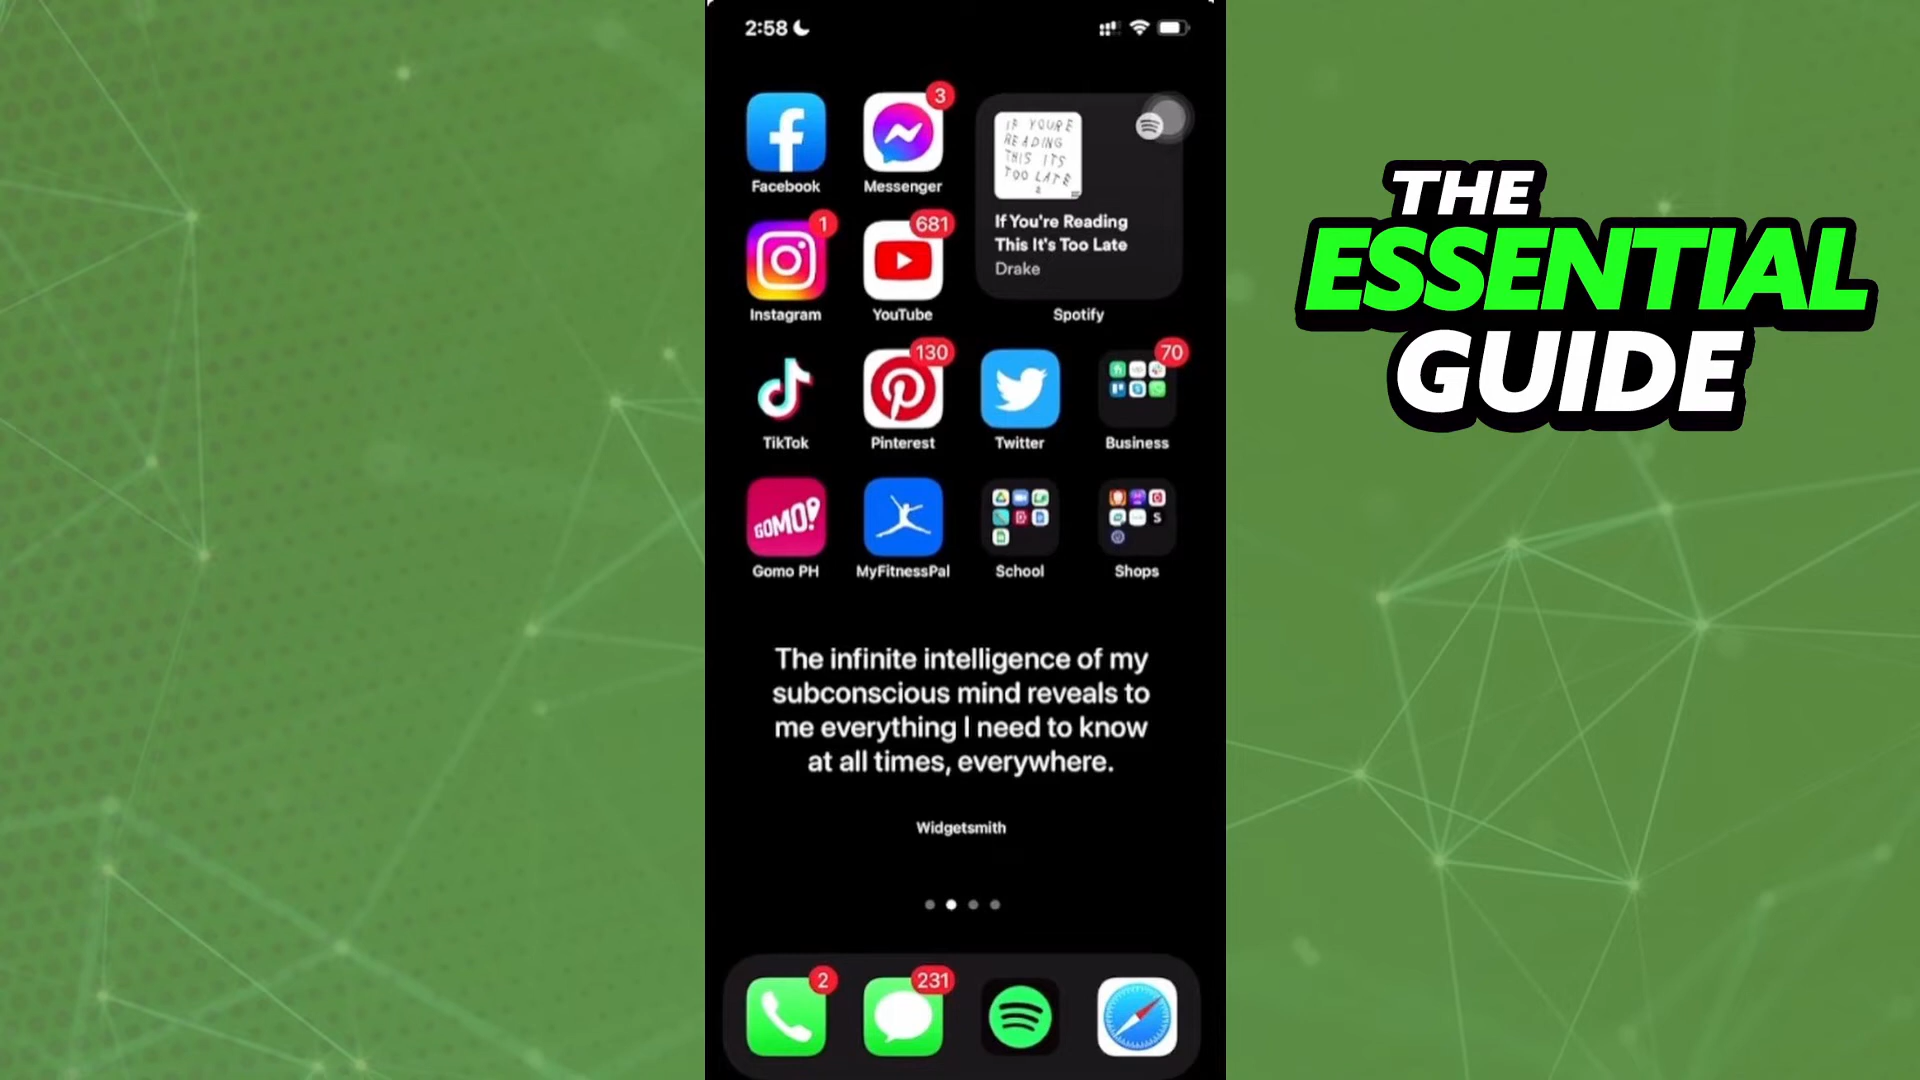 2:58
Facebook
3
Messenger
IF YOURE
READING
THIS ITS
TOO LATE
If You're Reading
This It's Too Late
Drake
Spotify
1
Instagram
681
YouTube
TikTok
130
Pinterest
Twitter
70
Business
GOMO!
Gomo PH
MyFitnessPal
School
Shops
The infinite intelligence of my
subconscious mind reveals to
me everything I need to know
at all times, everywhere.
Widgetsmith
2
231
THE
ESSENTIAL
GUIDE